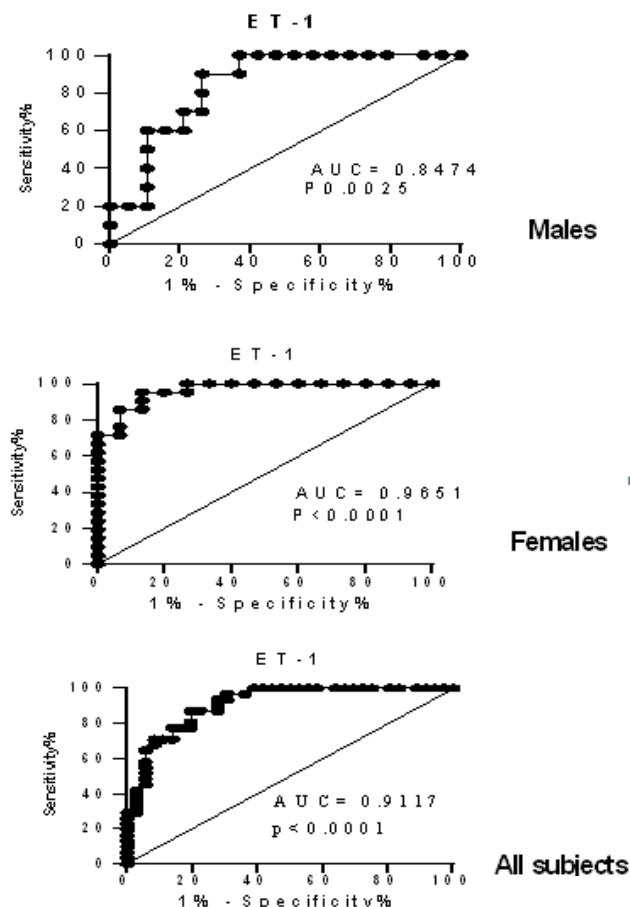 ET-1
Sensitivity%
100
80
60
40
20
0
AUC= 0.8474
P0.0025
0 20 40 60 80 100
1% - Specificity%
Males
ET-1
Sensitivity%
100
80
60
40
20
0
AUC= 0.9651
P<0.0001
0 20 40 60 80 100
1% - Specificity%
Females
ET-1
Sensitivity%
100
80
60
40
20
0
AUC= 0.9117
p<0.0001
0 20 40 60 80 100
1% - Specificity%
All subjects